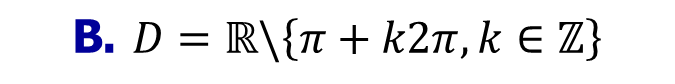 B. D = ℝ\{π + k2π, k ∈ ℤ}